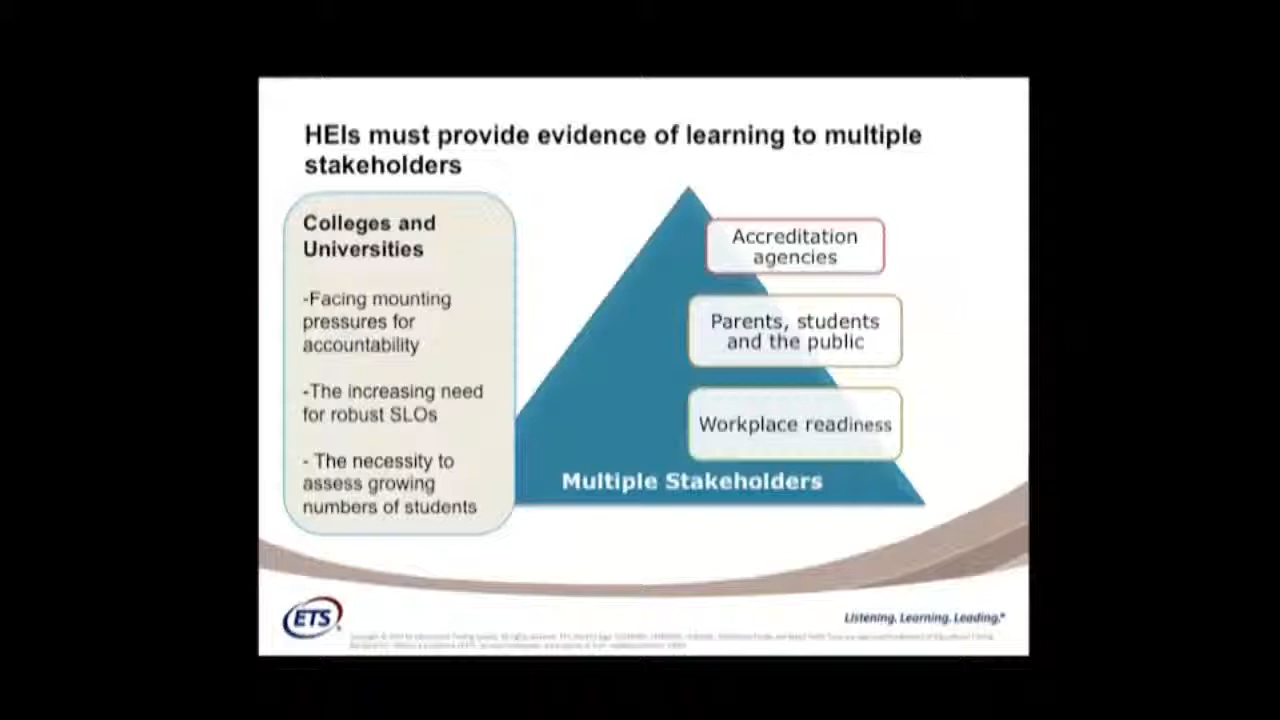 HEIs must provide evidence of learning to multiple
stakeholders
Colleges and
Universities
-Facing mounting
pressures for
accountability
-The increasing need
for robust SLOs
- The necessity to
assess growing
numbers of students
Accreditation
agencies
Parents, students
and the public
Workplace readiness
Multiple Stakeholders
ETS
Listening. Learning. Leading.®